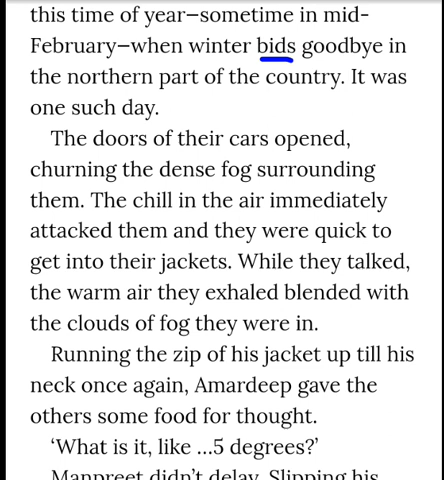 this time of year—sometime in mid-
February—when winter bids goodbye in
the northern part of the country. It was
one such day.
The doors of their cars opened,
churning the dense fog surrounding
them. The chill in the air immediately
attacked them and they were quick to
get into their jackets. While they talked,
the warm air they exhaled blended with
the clouds of fog they were in.
Running the zip of his jacket up till his
neck once again, Amardeep gave the
others some food for thought.
‘What is it, like …5 degrees?’
Manpreet didn’t delay. Slipping his